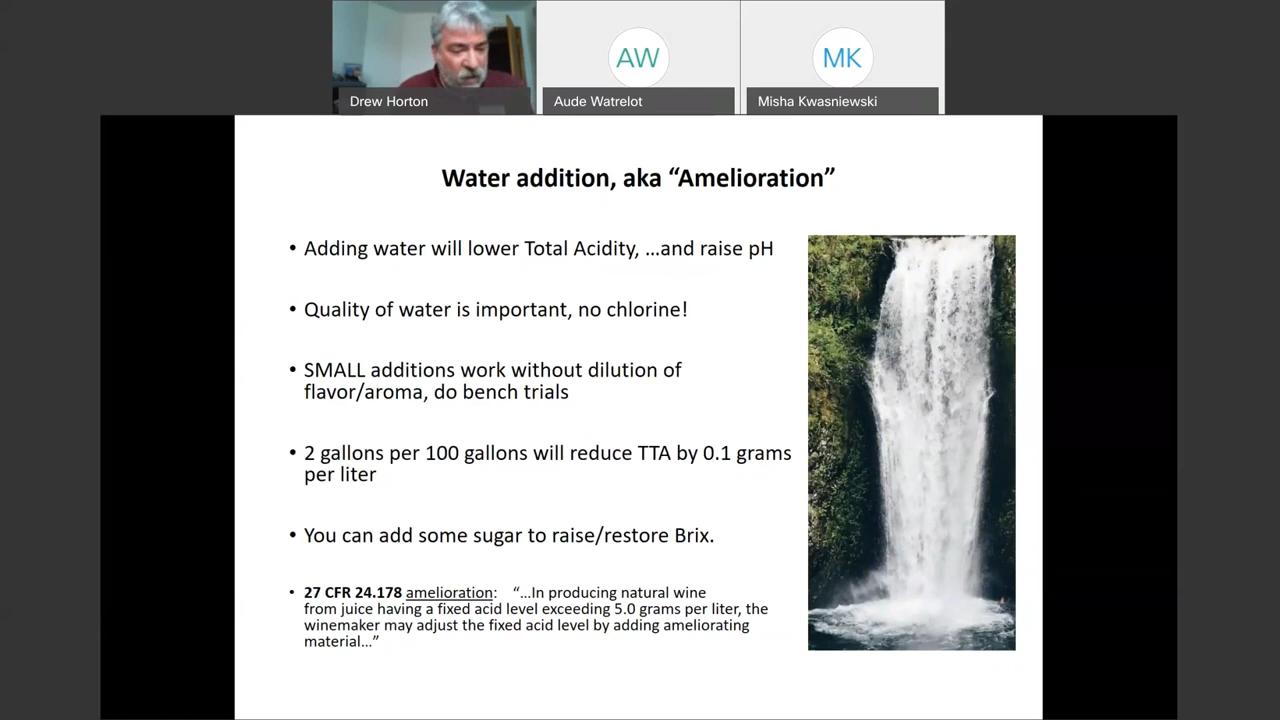 AW
MK
Drew Horton
Aude Watrelot
Misha Kwasniewski
Water addition, aka “Amelioration”
• Adding water will lower Total Acidity, …and raise pH
• Quality of water is important, no chlorine!
• SMALL additions work without dilution of
flavor/aroma, do bench trials
• 2 gallons per 100 gallons will reduce TTA by 0.1 grams
per liter
• You can add some sugar to raise/restore Brix.
• 27 CFR 24.178 amelioration: “…In producing natural wine
from juice having a fixed acid level exceeding 5.0 grams per liter, the
winemaker may adjust the fixed acid level by adding ameliorating
material…”